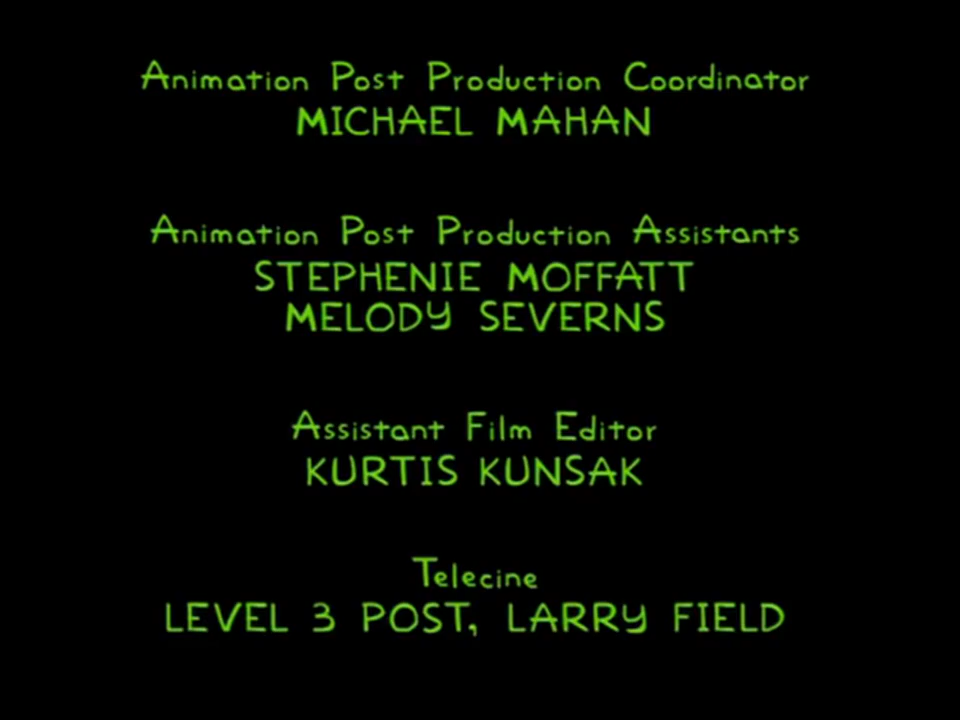 Animation Post Production Coordinator
MICHAEL MAHAN
Animation Post Production Assistants
STEPHENIE MOFFATT
MELODY SEVERNS
Assistant Film Editor
KURTIS KUNSAK
Telecine
LEVEL 3 POST, LARRY FIELD